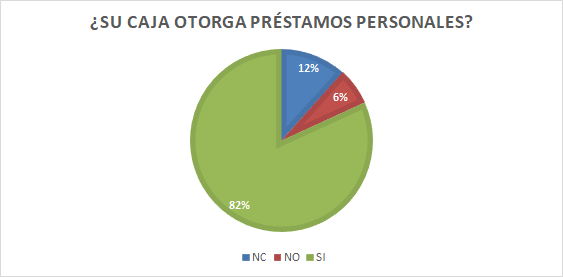 ¿SU CAJA OTORGA PRÉSTAMOS PERSONALES?
12%
6%
82%
NC NO SI